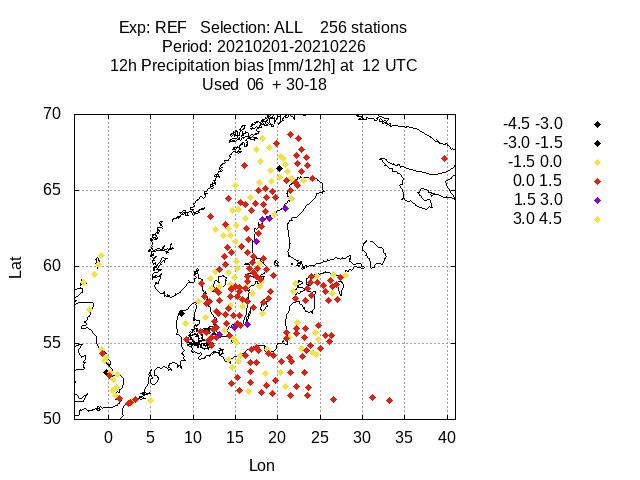 Exp: REF   Selection: ALL    256 stations
Period: 20210201-20210226
12h Precipitation bias [mm/12h] at  12 UTC
Used  06  + 30-18
70
65
60
55
50
Lat
0 5 10 15 20 25 30 35 40
Lon
-4.5 -3.0
-3.0 -1.5
-1.5 0.0
0.0 1.5
1.5 3.0
3.0 4.5